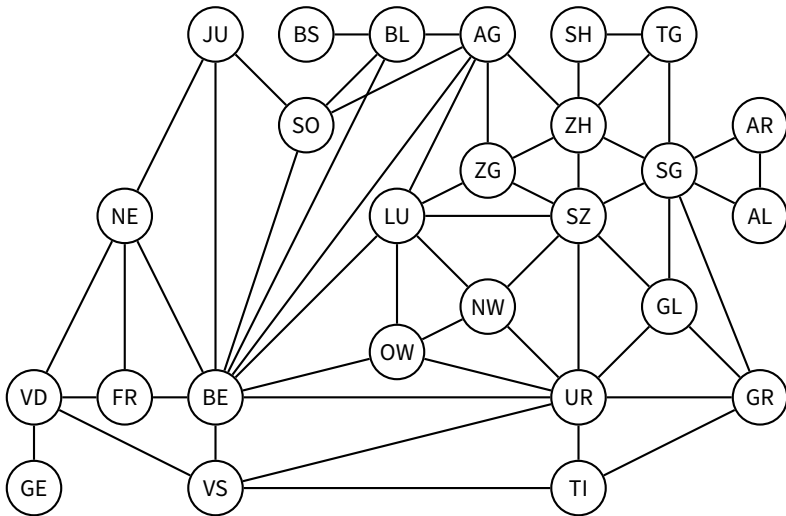 JU BS BL AG SH TG
SO ZH AR
ZG SG
NE LU SZ AL
NW GL
OW
VD FR BE UR GR
GE VS TI